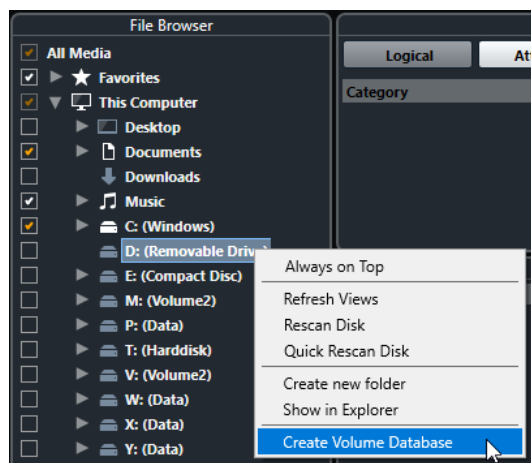 File Browser
All Media
Favorites
This Computer
Desktop
Documents
Downloads
Music
C: (Windows)
D: (Removable Drive)
E: (Compact Disc)
M: (Volume2)
P: (Data)
T: (Harddisk)
V: (Volume2)
W: (Data)
X: (Data)
Y: (Data)
Logical
Category
Always on Top
Refresh Views
Rescan Disk
Quick Rescan Disk
Create new folder
Show in Explorer
Create Volume Database